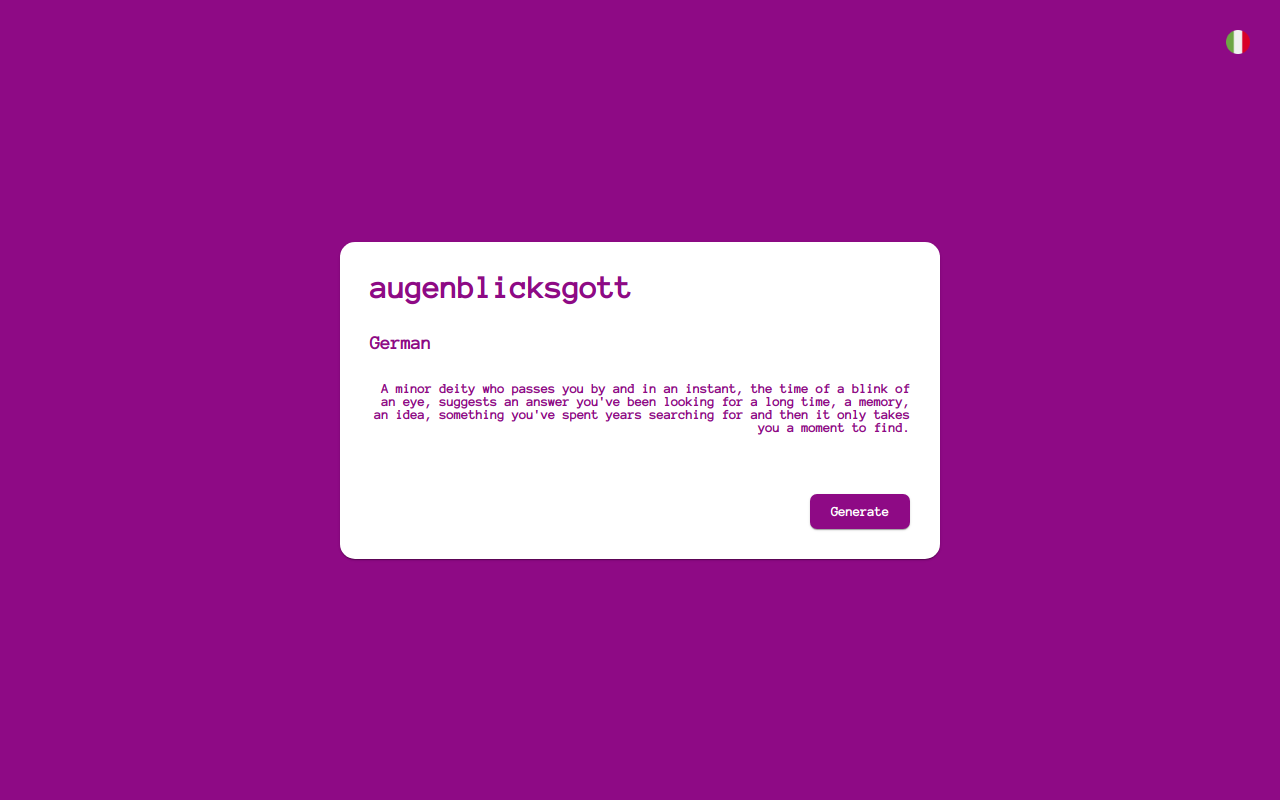 augenblicksgott
German
A minor deity who passes you by and in an instant, the time of a blink of
an eye, suggests an answer you've been looking for a long time, a memory,
an idea, something you've spent years searching for and then it only takes
you a moment to find.
Generate